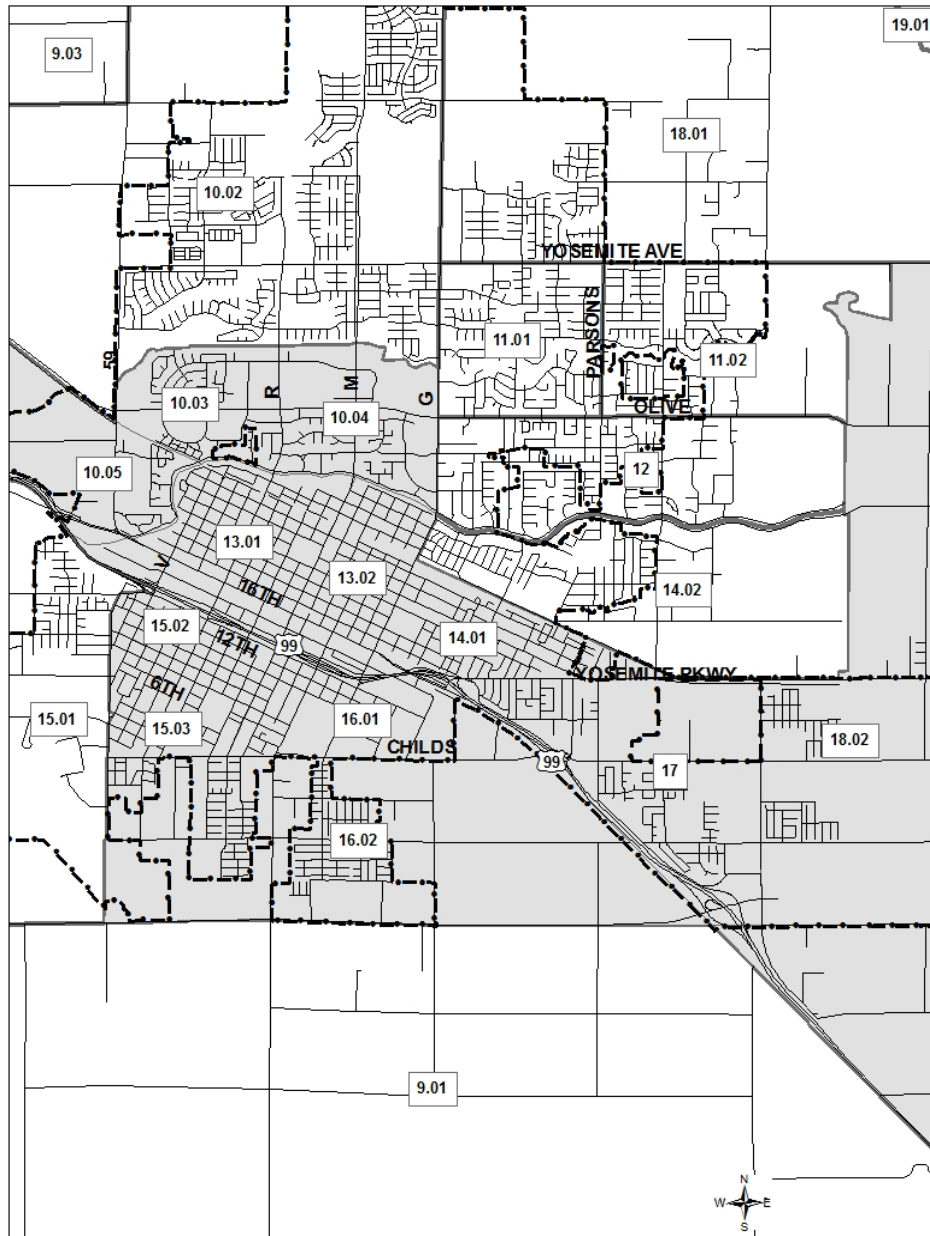 19.01
9.03
18.01
10.02
YOSEMITE AVE
PARSONS
11.01
59
11.02
R
M
G
10.03
10.04
OLIVE
12
10.05
13.01
V
13.02
16TH
14.02
15.02
12TH
99
14.01
YOSEMITE PKWY
6TH
15.01
15.03
16.01
CHILDS
18.02
99
17
16.02
9.01
N
W
E
S